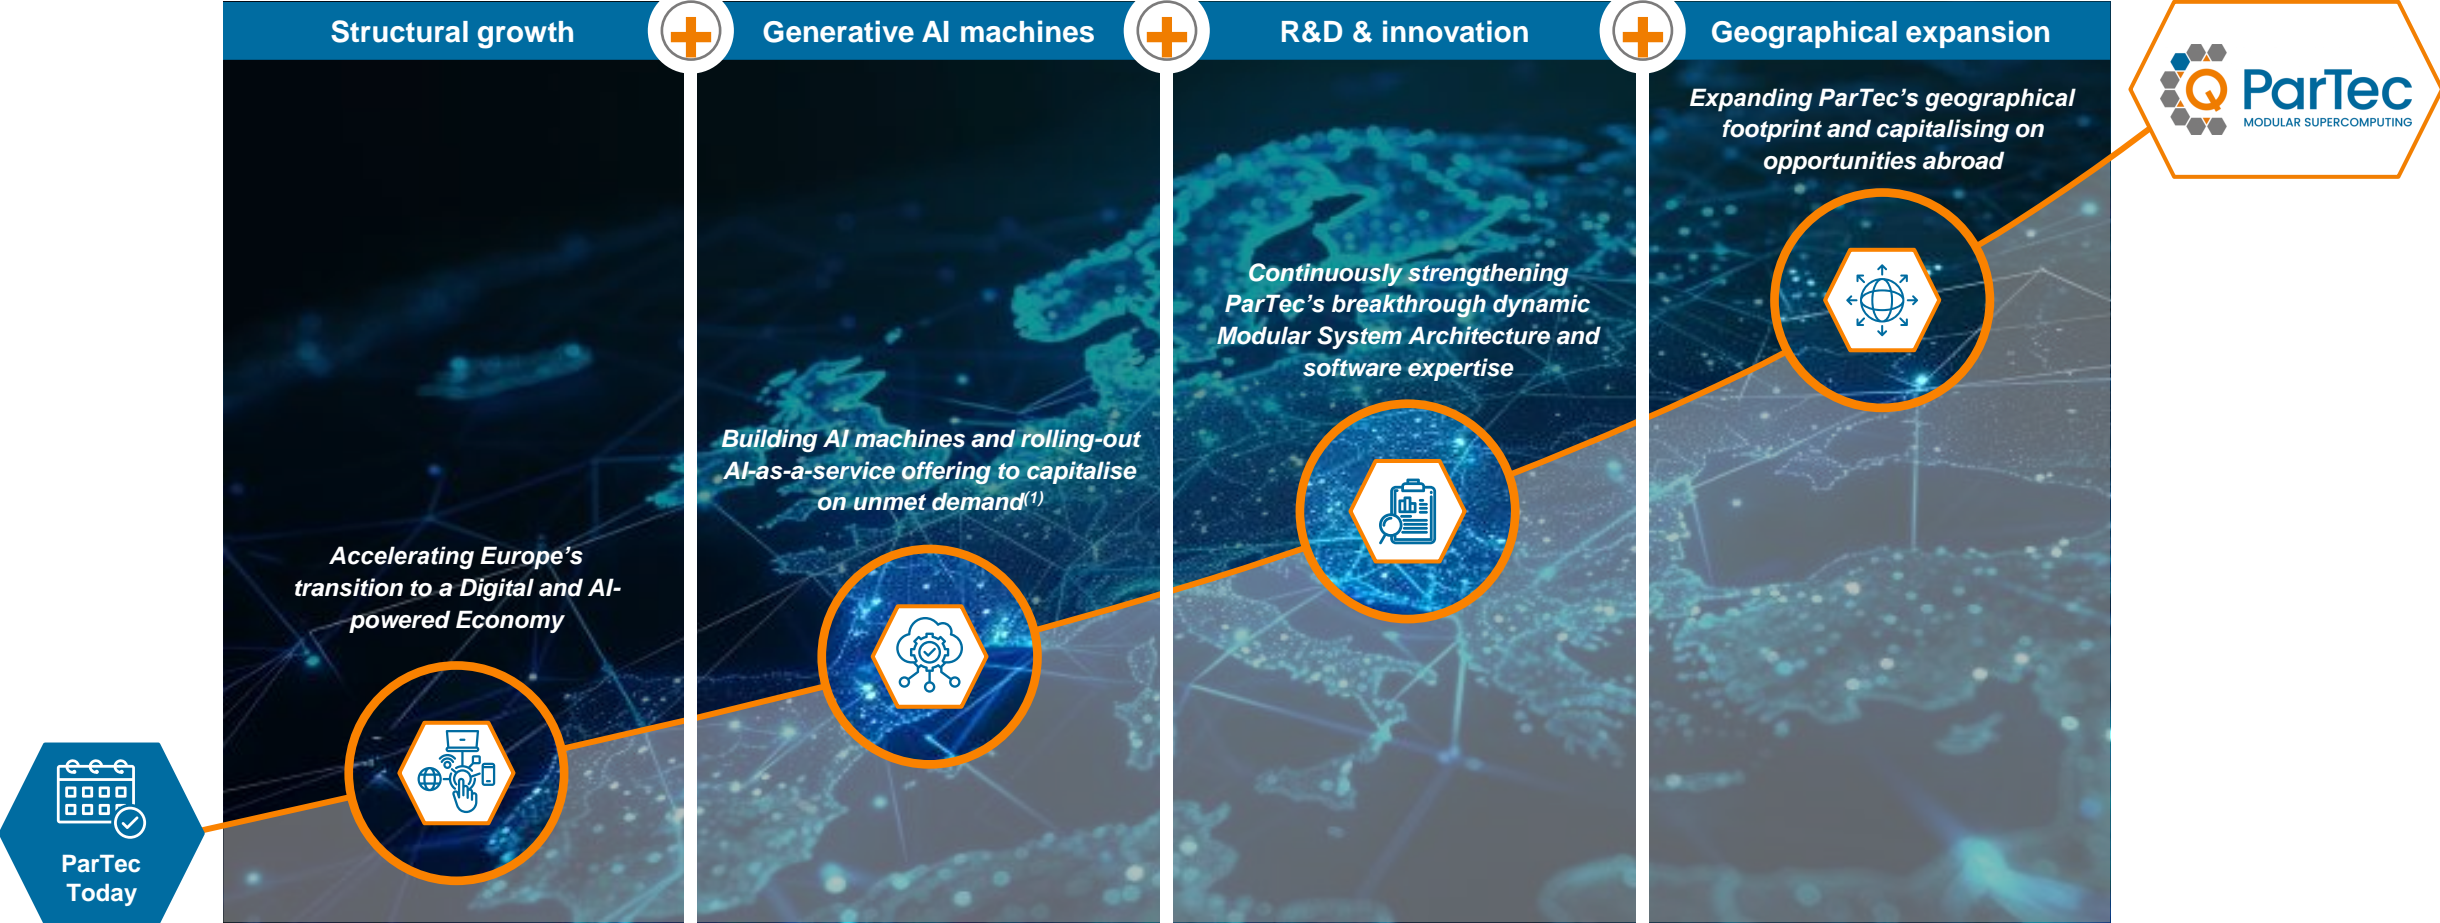 Structural growth
Generative AI machines
R&D & innovation
Geographical expansion
ParTec
MODULAR SUPERCOMPUTING
Expanding ParTec’s geographical
footprint and capitalising on
opportunities abroad
Continuously strengthening
ParTec’s breakthrough dynamic
Modular System Architecture and
software expertise
Building AI machines and rolling-out
AI-as-a-service offering to capitalise
on unmet demand(1)
Accelerating Europe’s
transition to a Digital and AI-
powered Economy
ParTec
Today